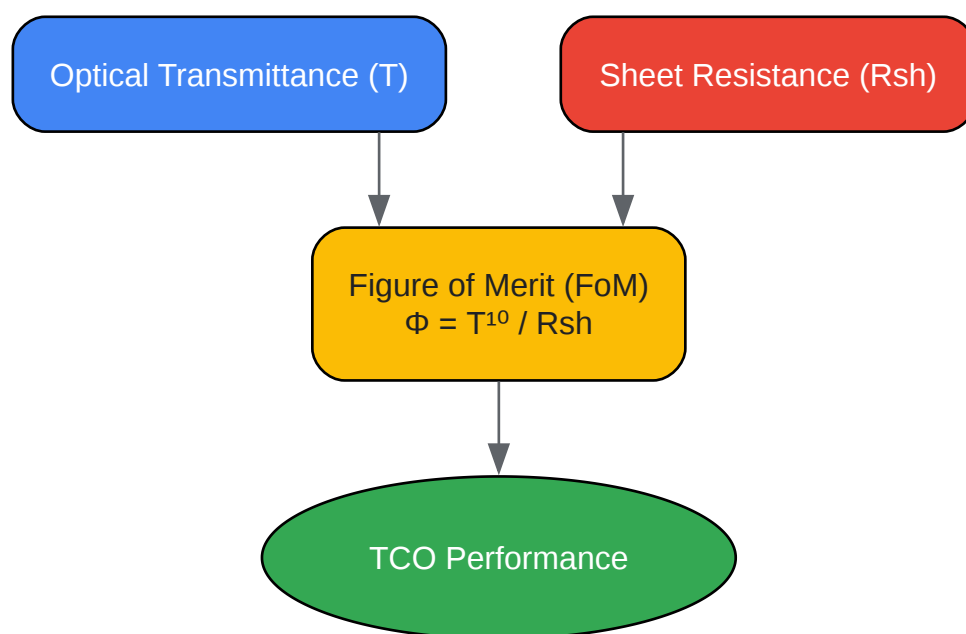 Optical Transmittance (T)
Sheet Resistance (Rsh)
Figure of Merit (FoM)
Φ = T¹⁰ / Rsh
TCO Performance